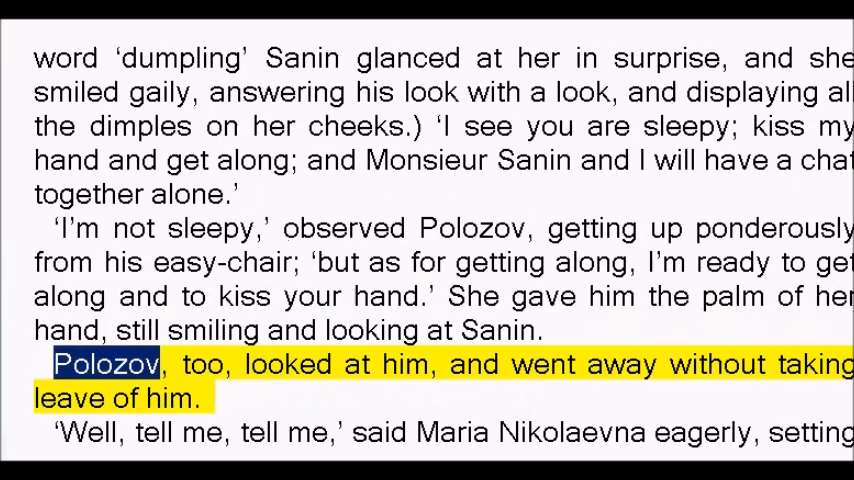 word ‘dumpling’ Sanin glanced at her in surprise, and she
smiled gaily, answering his look with a look, and displaying all
the dimples on her cheeks.) ‘I see you are sleepy; kiss my
hand and get along; and Monsieur Sanin and I will have a chat
together alone.’
‘I’m not sleepy,’ observed Polozov, getting up ponderously
from his easy-chair; ‘but as for getting along, I’m ready to get
along and to kiss your hand.’ She gave him the palm of her
hand, still smiling and looking at Sanin.
Polozov, too, looked at him, and went away without taking
leave of him.
‘Well, tell me, tell me,’ said Maria Nikolaevna eagerly, setting